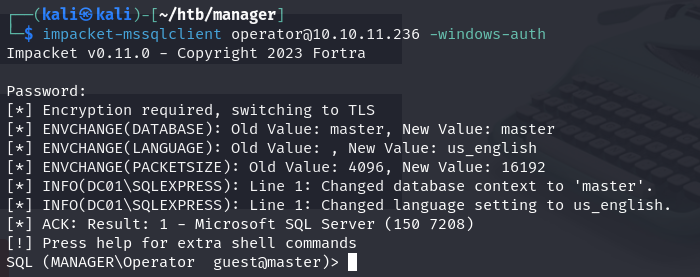 ┌──(kali㉿kali)-[~/htb/manager]
└─$ impacket-mssqlclient operator@10.10.11.236 -windows-auth
Impacket v0.11.0 - Copyright 2023 Fortra
Password:
[*] Encryption required, switching to TLS
[*] ENVCHANGE(DATABASE): Old Value: master, New Value: master
[*] ENVCHANGE(LANGUAGE): Old Value: , New Value: us_english
[*] ENVCHANGE(PACKETSIZE): Old Value: 4096, New Value: 16192
[*] INFO(DC01\SQLEXPRESS): Line 1: Changed database context to 'master'.
[*] INFO(DC01\SQLEXPRESS): Line 1: Changed language setting to us_english.
[*] ACK: Result: 1 - Microsoft SQL Server (150 7208)
[!] Press help for extra shell commands
SQL (MANAGER\Operator  guest@master)>